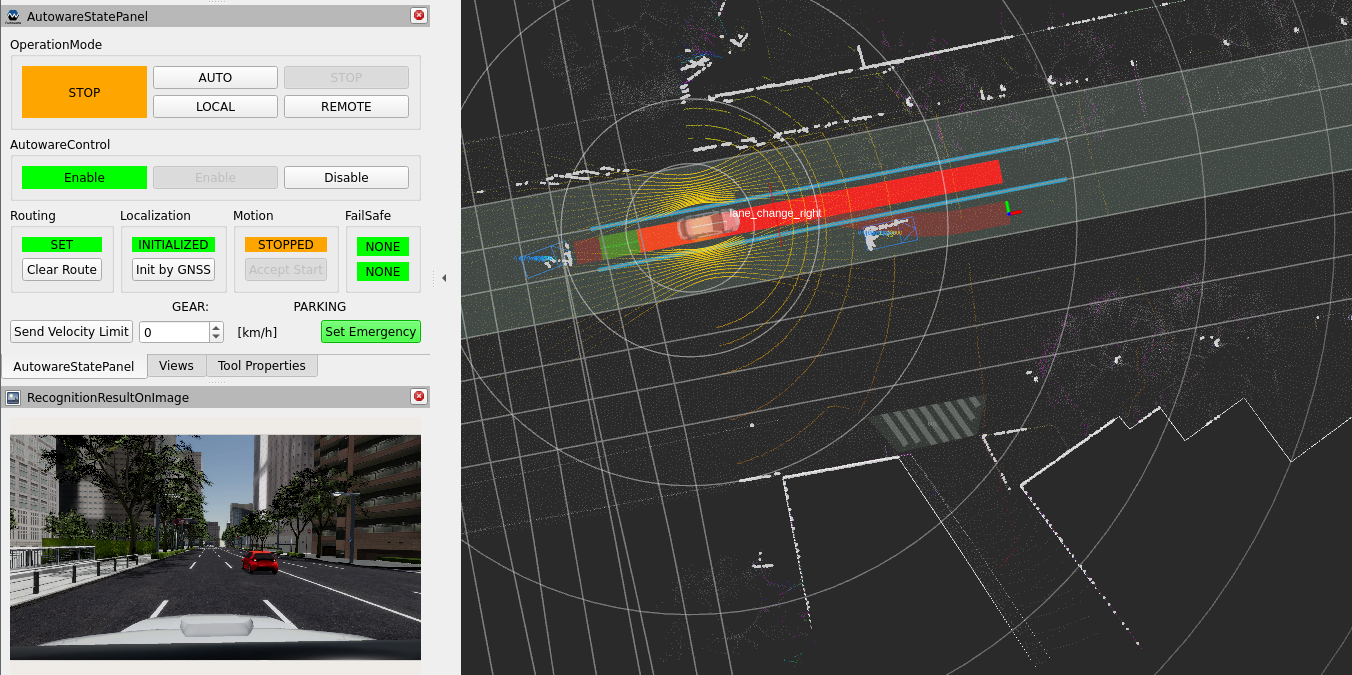 AutowareStatePanel
OperationMode
STOP
AUTO
STOP
LOCAL
REMOTE
AutowareControl
Enable
Enable
Disable
Routing
Localization
Motion
FailSafe
SET
INITIALIZED
STOPPED
NONE
Clear Route
Init by GNSS
Accept Start
NONE
GEAR:
PARKING
Send Velocity Limit
0
[km/h]
Set Emergency
AutowareStatePanel
Views
Tool Properties
RecognitionResultOnImage
lane_change_right